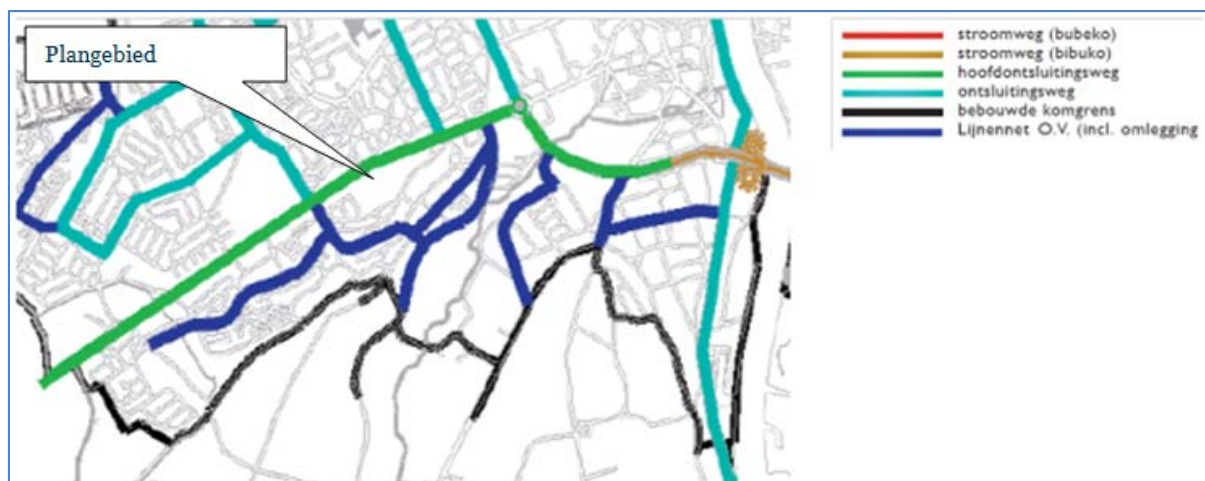 Plangebied
stroomweg (bubeko)
stroomweg (bibuko)
hoofdontsluitingsweg
ontsluitingsweg
bebouwde komgrens
Lijnennet O.V. (incl. omlegging